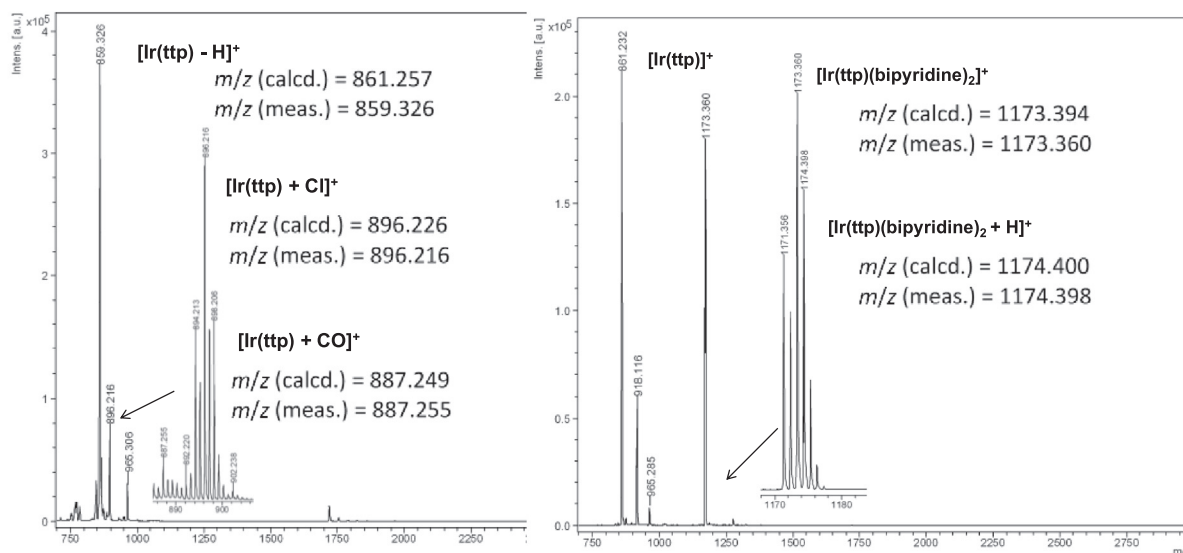 x10⁵
Intens. [a.u.]
4
3
2
1
0
750
1000
1250
1500
1750
2000
2250
2500
859.326
[Ir(ttp) - H]⁺
m/z (calcd.) = 861.257
m/z (meas.) = 859.326
896.216
[Ir(ttp) + Cl]⁺
m/z (calcd.) = 896.226
m/z (meas.) = 896.216
894.213
898.206
[Ir(ttp) + CO]⁺
m/z (calcd.) = 887.249
m/z (meas.) = 887.255
896.216
965.306
887.255
892.220
902.238
890
900
x10⁵
Intens. [a.u.]
2.0
1.5
1.0
0.5
0.0
750
1000
1250
1500
1750
2000
2250
2500
2750
861.232
[Ir(ttp)]⁺
1173.360
1173.360
[Ir(ttp)(bipyridine)₂]⁺
m/z (calcd.) = 1173.394
m/z (meas.) = 1173.360
1174.398
1171.356
[Ir(ttp)(bipyridine)₂ + H]⁺
m/z (calcd.) = 1174.400
m/z (meas.) = 1174.398
918.116
965.285
1170
1180